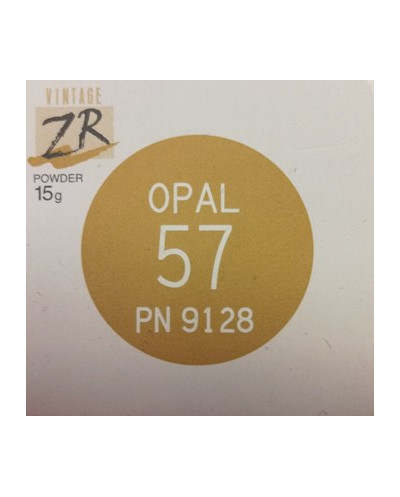 VINTAGE
ZR
POWDER
15g
OPAL
57
PN 9128